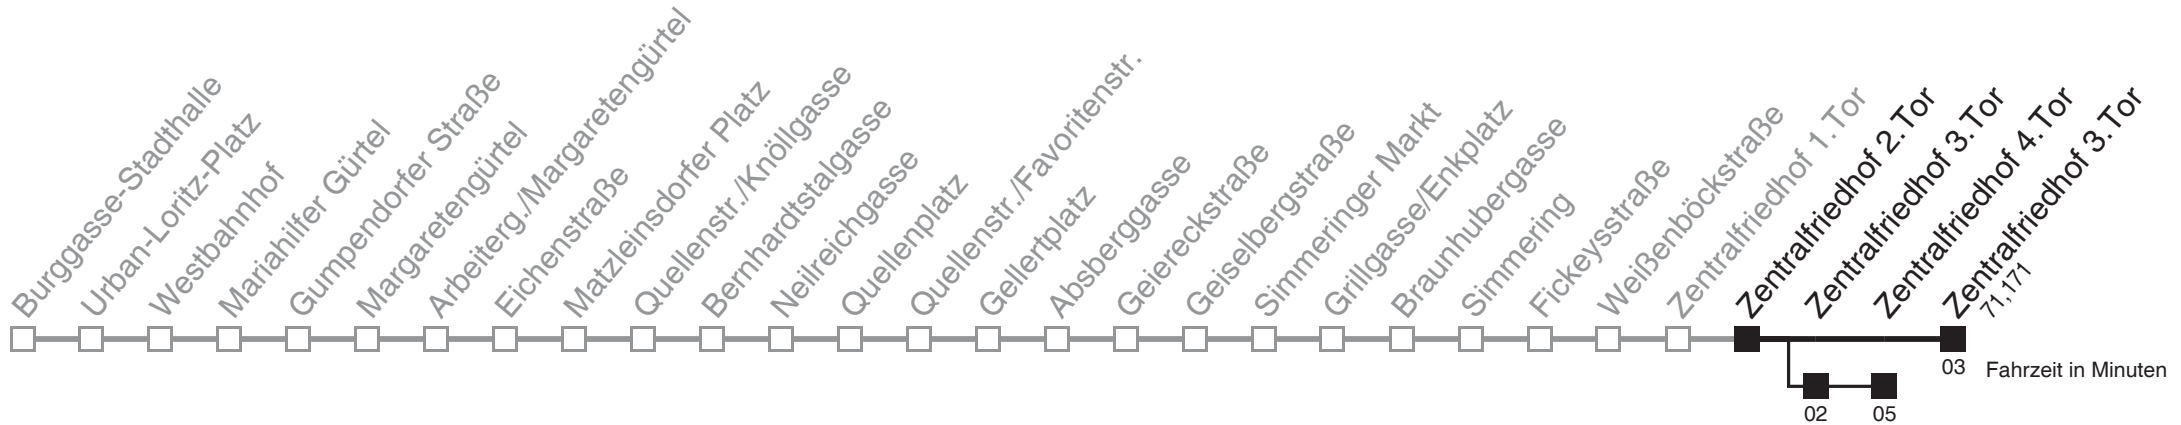 Burggasse-Stadthalle
Urban-Loritz-Platz
Westbahnhof
Mariahilfer Gürtel
Gumpendorfer Straße
Margaretengürtel
Arbeiterg./Margaretengürtel
Eichenstraße
Matzleinsdorfer Platz
Quellenstr./Knöllgasse
Bernhardtstalgasse
Neilreichgasse
Quellenplatz
Quellenstr./Favoritenstr.
Gellertplatz
Absberggasse
Geiereckstraße
Geiselbergstraße
Simmeringer Markt
Grillgasse/Enkplatz
Braunhubergasse
Simmering
Fickeysstraße
Weißenböckstraße
Zentralfriedhof 1.Tor
Zentralfriedhof 2.Tor
Zentralfriedhof 3.Tor
Zentralfriedhof 4.Tor
Zentralfriedhof 3.Tor
71,171
03
Fahrzeit in Minuten
02
05